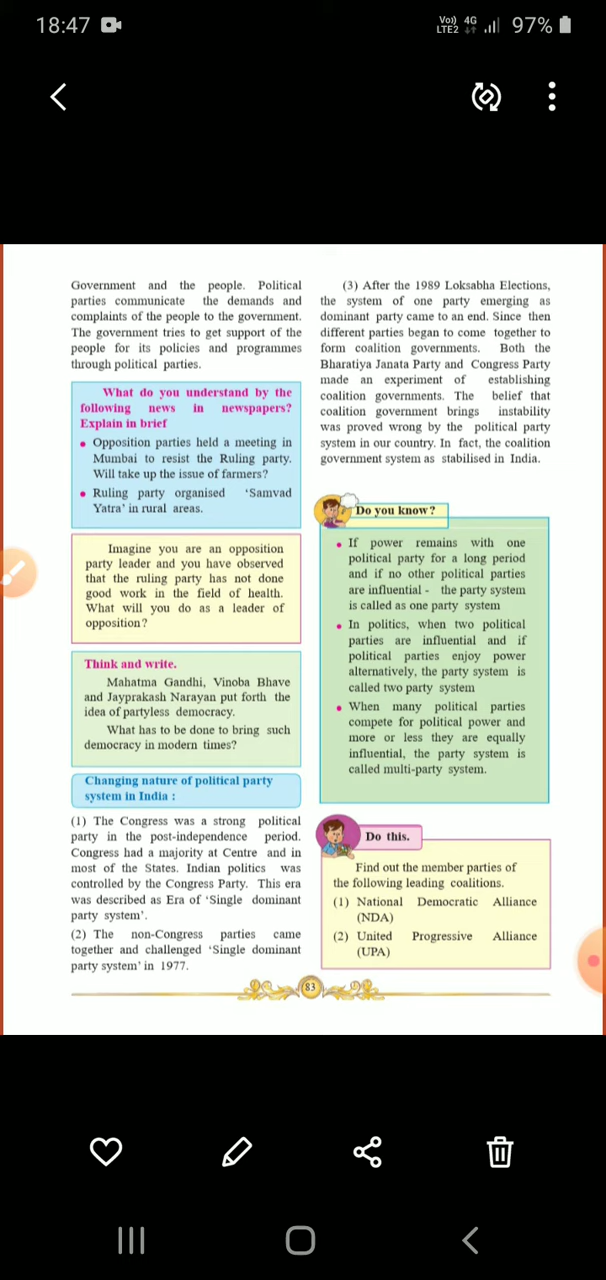 18:47
Vo)) 4G
LTE2
97%
Government and the people. Political
parties communicate the demands and
complaints of the people to the government.
The government tries to get support of the
people for its policies and programmes
through political parties.
What do you understand by the
following news in newspapers?
Explain in brief
• Opposition parties held a meeting in
Mumbai to resist the Ruling party.
Will take up the issue of farmers?
• Ruling party organised 'Samvad
Yatra' in rural areas.
Imagine you are an opposition
party leader and you have observed
that the ruling party has not done
good work in the field of health.
What will you do as a leader of
opposition?
Think and write.
Mahatma Gandhi, Vinoba Bhave
and Jayprakash Narayan put forth the
idea of partyless democracy.
What has to be done to bring such
democracy in modern times?
Changing nature of political party
system in India :
(1) The Congress was a strong political
party in the post-independence period.
Congress had a majority at Centre and in
most of the States. Indian politics was
controlled by the Congress Party. This era
was described as Era of 'Single dominant
party system'.
(2) The non-Congress parties came
together and challenged 'Single dominant
party system' in 1977.
(3) After the 1989 Loksabha Elections,
the system of one party emerging as
dominant party came to an end. Since then
different parties began to come together to
form coalition governments. Both the
Bharatiya Janata Party and Congress Party
made an experiment of establishing
coalition governments. The belief that
coalition government brings instability
was proved wrong by the political party
system in our country. In fact, the coalition
government system as stabilised in India.
Do you know?
• If power remains with one
political party for a long period
and if no other political parties
are influential - the party system
is called as one party system
• In politics, when two political
parties are influential and if
political parties enjoy power
alternatively, the party system is
called two party system
• When many political parties
compete for political power and
more or less they are equally
influential, the party system is
called multi-party system.
Do this.
Find out the member parties of
the following leading coalitions.
(1) National Democratic Alliance
(NDA)
(2) United Progressive Alliance
(UPA)
83